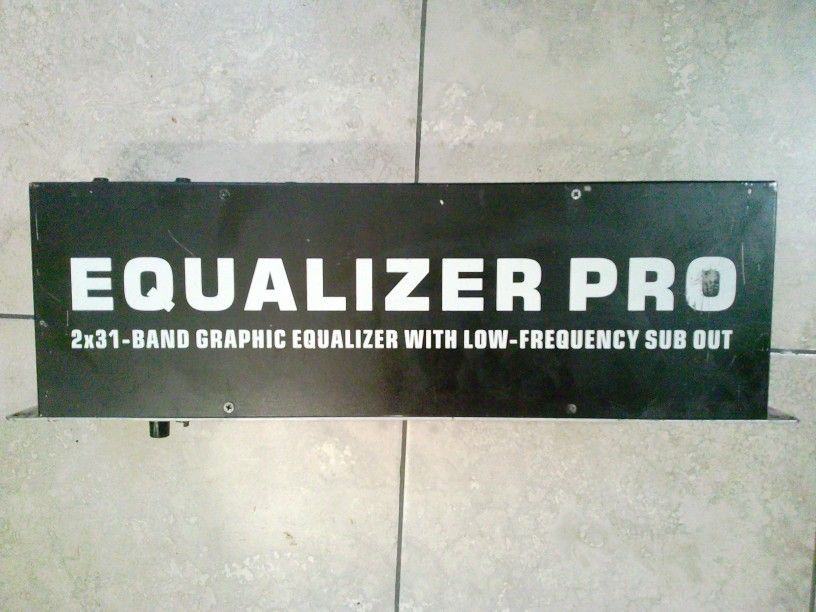 EQUALIZER PRO
2x31-BAND GRAPHIC EQUALIZER WITH LOW-FREQUENCY SUB OUT